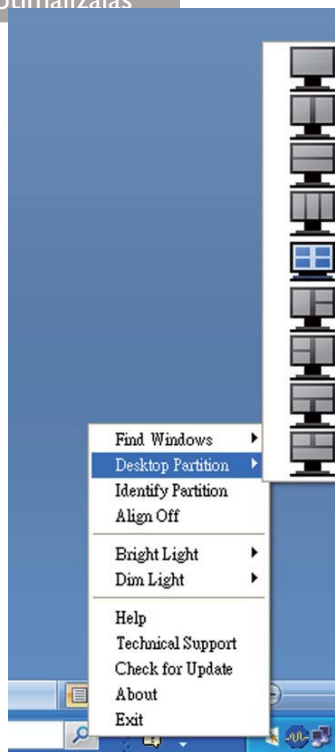 Find Windows
Desktop Partition
Identify Partition
Align Off
Bright Light
Dim Light
Help
Technical Support
Check for Update
About
Exit